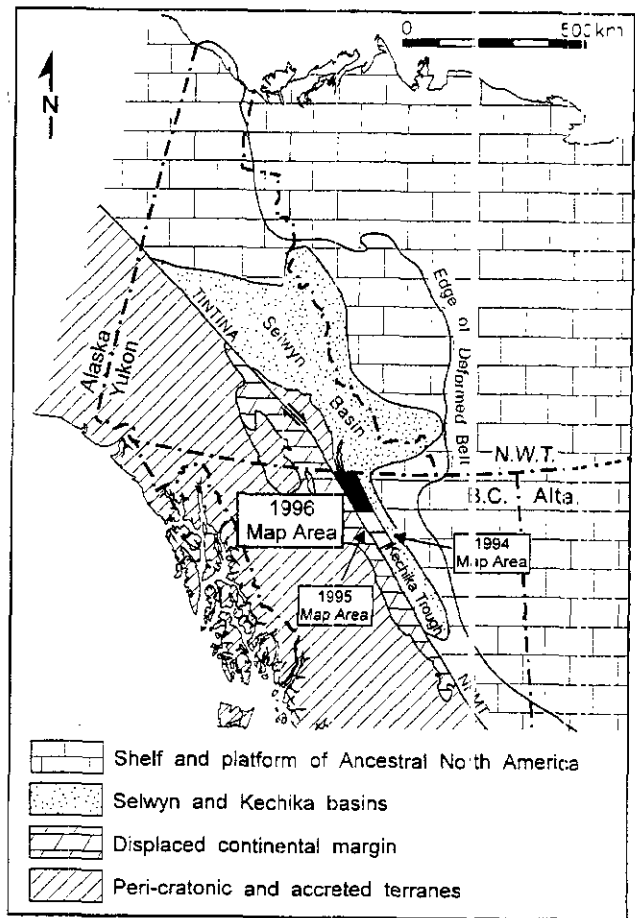 0 500 km
N
Alaska
Yukon
TINTINA
Selwyn
Basin
Edge of Deformed Belt
N.W.T.
B.C. Alta.
1996
Map Area
1994
Map Area
1995
Map Area
Kechika Trough
Shelf and platform of Ancestral North America
Selwyn and Kechika basins
Displaced continental margin
Peri-cratonic and accreted terranes